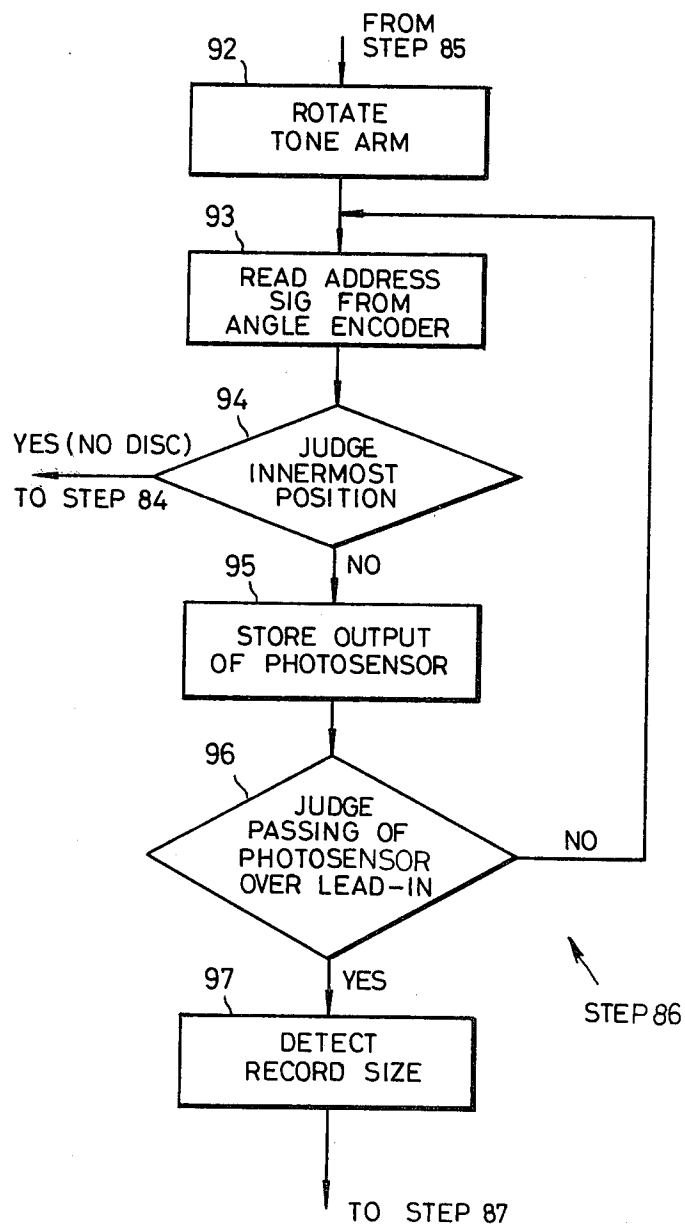 FROM
STEP 85
92
ROTATE
TONE ARM
93
READ ADDRESS
SIG FROM
ANGLE ENCODER
94
YES (NO DISC)
TO STEP 84
JUDGE
INNERMOST
POSITION
NO
95
STORE OUTPUT
OF PHOTOSENSOR
96
JUDGE
PASSING OF
PHOTOSENSOR
OVER LEAD-IN
NO
YES
STEP 86
97
DETECT
RECORD SIZE
TO STEP 87